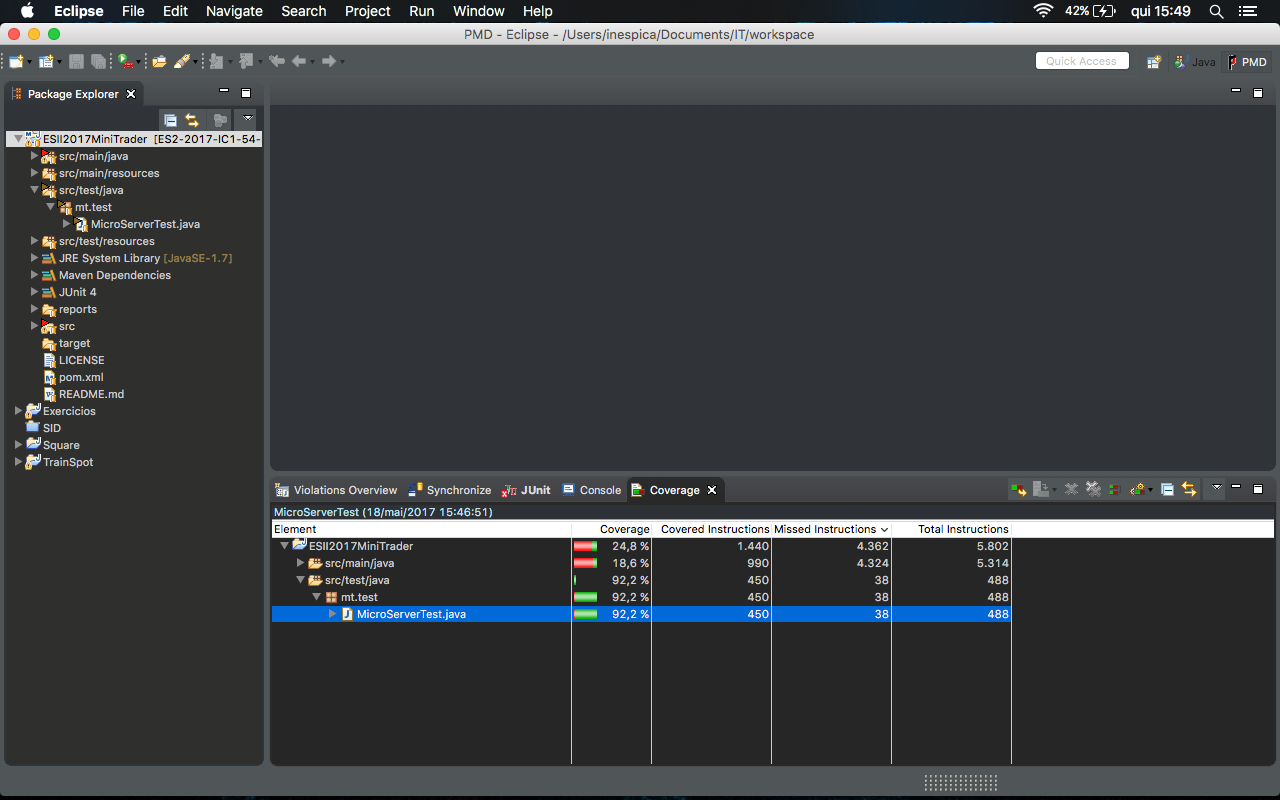 Eclipse File Edit Navigate Search Project Run Window Help 42% qui 15:49
PMD - Eclipse - /Users/inespica/Documents/IT/workspace
Quick Access Java PMD
Package Explorer
ESII2017MiniTrader [ES2-2017-IC1-54-
src/main/java
src/main/resources
src/test/java
mt.test
MicroServerTest.java
src/test/resources
JRE System Library [JavaSE-1.7]
Maven Dependencies
JUnit 4
reports
src
target
LICENSE
pom.xml
README.md
Exercicios
SID
Square
TrainSpot
Violations Overview Synchronize JUnit Console Coverage
MicroServerTest (18/mai/2017 15:46:51)
Element Coverage Covered Instructions Missed Instructions Total Instructions
ESII2017MiniTrader 24,8 % 1.440 4.362 5.802
src/main/java 18,6 % 990 4.324 5.314
src/test/java 92,2 % 450 38 488
mt.test 92,2 % 450 38 488
MicroServerTest.java 92,2 % 450 38 488